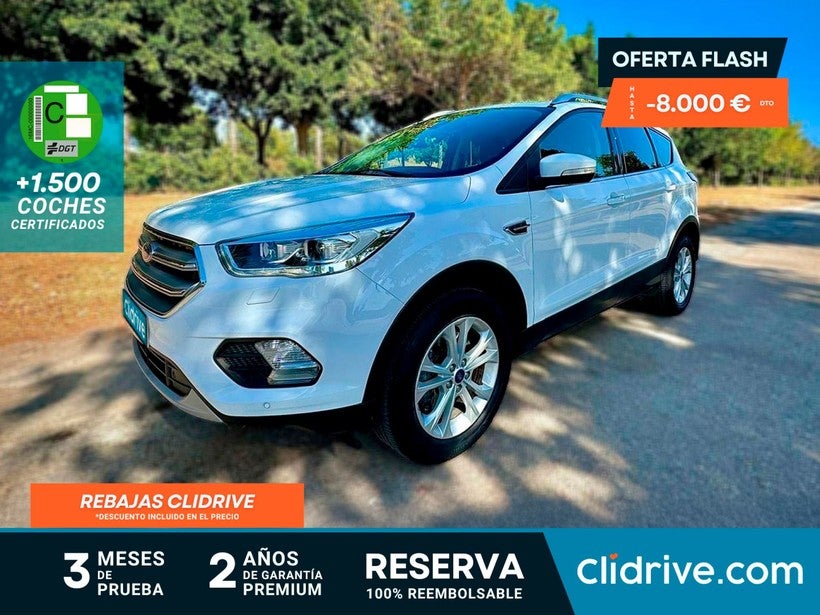 OFERTA FLASH
HASTA
-8.000 €
DTO
C
DGT
+1.500
COCHES
CERTIFICADOS
clidrive
REBAJAS CLIDRIVE
*DESCUENTO INCLUIDO EN EL PRECIO
3 MESES
DE
PRUEBA
2 AÑOS
DE GARANTÍA
PREMIUM
RESERVA
100% REEMBOLSABLE
Clidrive.com